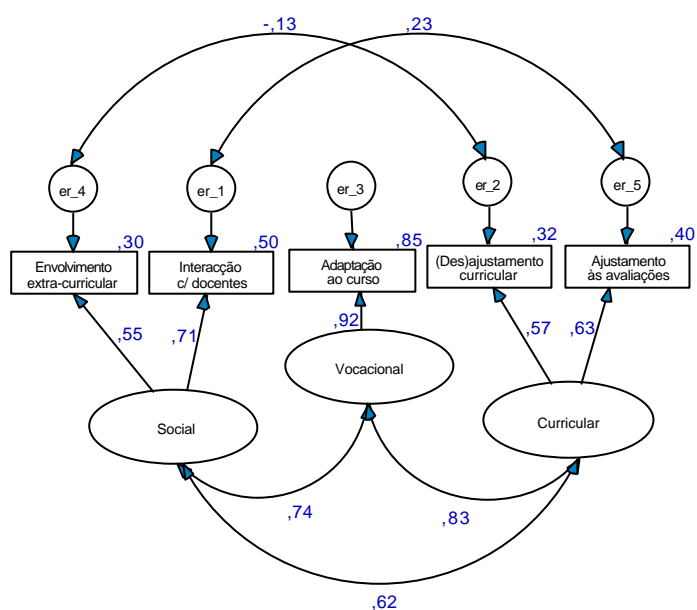 -,13
,23
er_4
er_1
er_3
er_2
er_5
,30
,50
,85
,32
,40
Envolvimento
extra-curricular
Interacção
c/ docentes
Adaptação
ao curso
(Des)ajustamento
curricular
Ajustamento
às avaliações
,55
,71
,92
,57
,63
Social
Vocacional
Curricular
,74
,83
,62